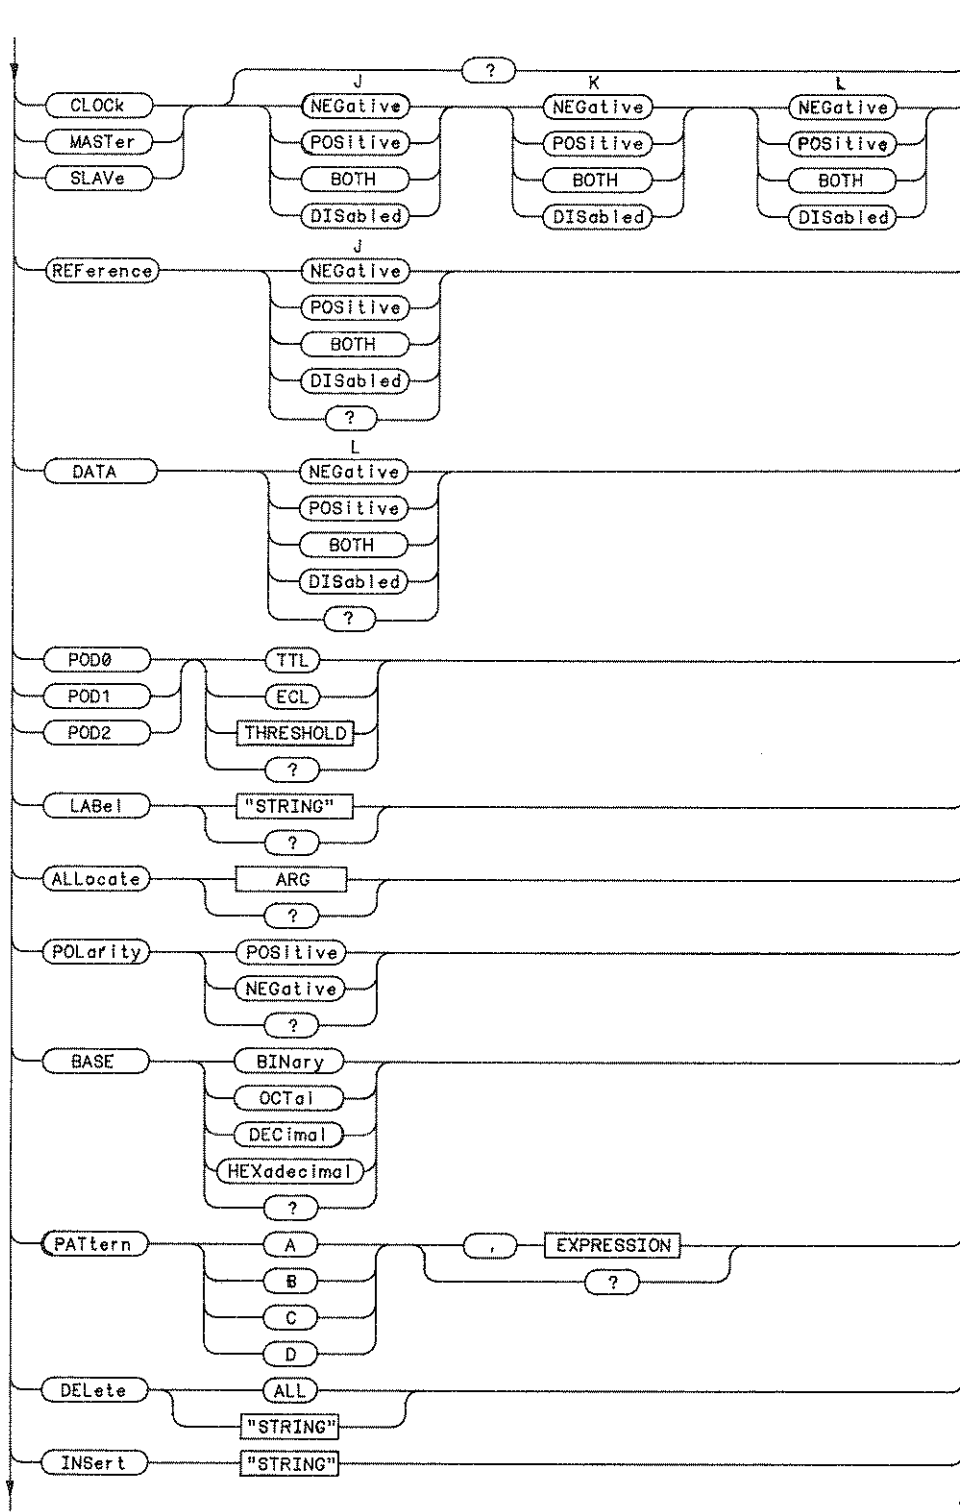 ?
J K L
CLOCk NEGative NEGative NEGative
MASTer POSitive POSitive POSitive
SLAVe BOTH BOTH BOTH
DISabled DISabled DISabled
J
REFerence NEGative
POSitive
BOTH
DISabled
?
L
DATA NEGative
POSitive
BOTH
DISabled
?
POD0 TTL
POD1 ECL
POD2 THRESHOLD
?
LABel "STRING"
?
ALLocate ARG
?
POLarity POSitive
NEGative
?
BASE BINary
OCTal
DECimal
HEXadecimal
?
PATtern A , EXPRESSION
B ?
C
D
DELete ALL
"STRING"
INSert "STRING"